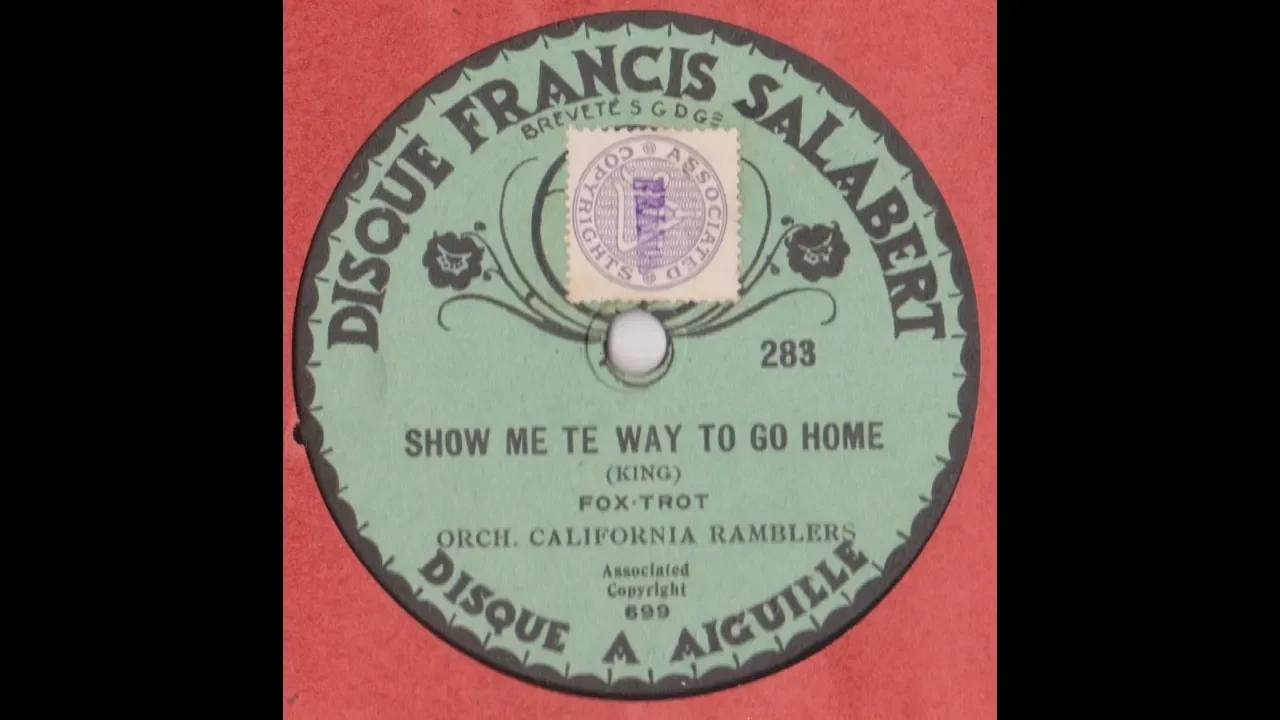 DISQUE FRANCIS SALABERT
BREVETÉ S G D G
ASSOCIATED COPYRIGHTS
283
SHOW ME TE WAY TO GO HOME
(KING)
FOX-TROT
ORCH. CALIFORNIA RAMBLERS
Associated
Copyright
699
DISQUE A AIGUILLE